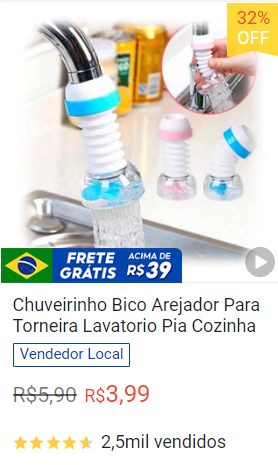 32%
OFF
FRETE
GRÁTIS
ACIMA DE
R$39
Chuveirinho Bico Arejador Para
Torneira Lavatorio Pia Cozinha
Vendedor Local
R$5,90 R$3,99
2,5mil vendidos